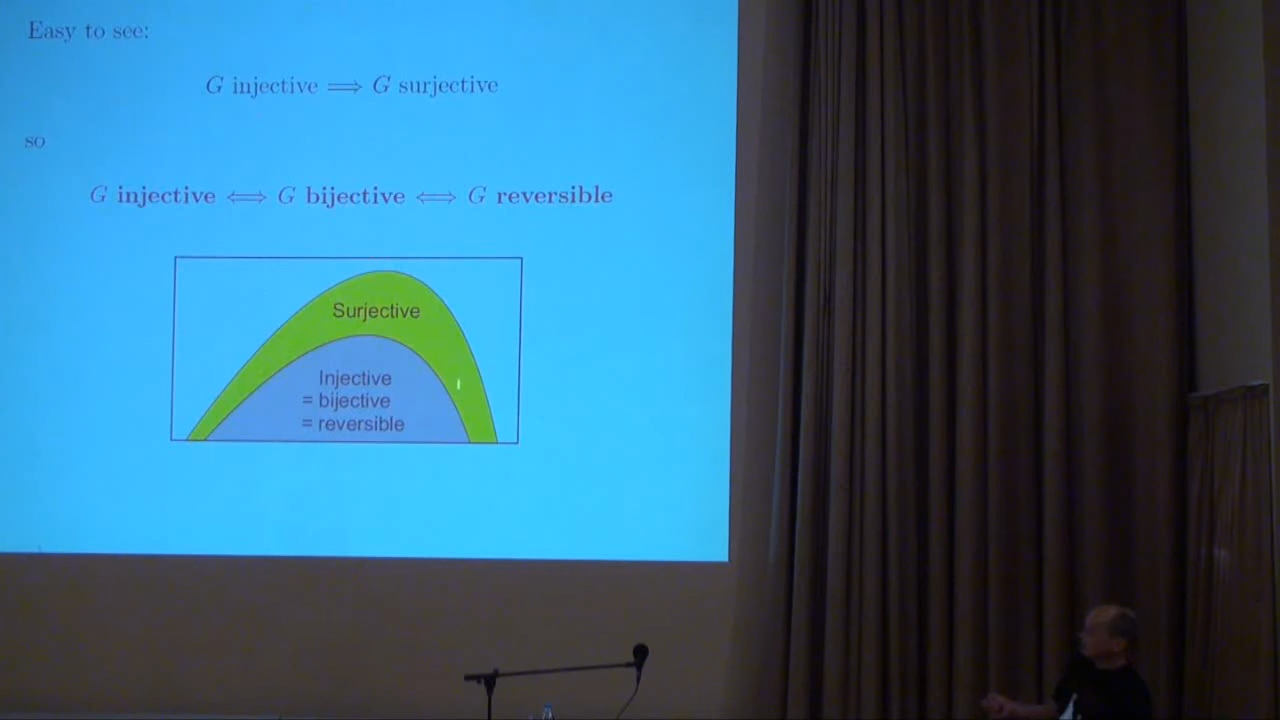 Easy to see:
G injective ⟹ G surjective
so
G injective ⟺ G bijective ⟺ G reversible
Surjective
Injective
= bijective
= reversible